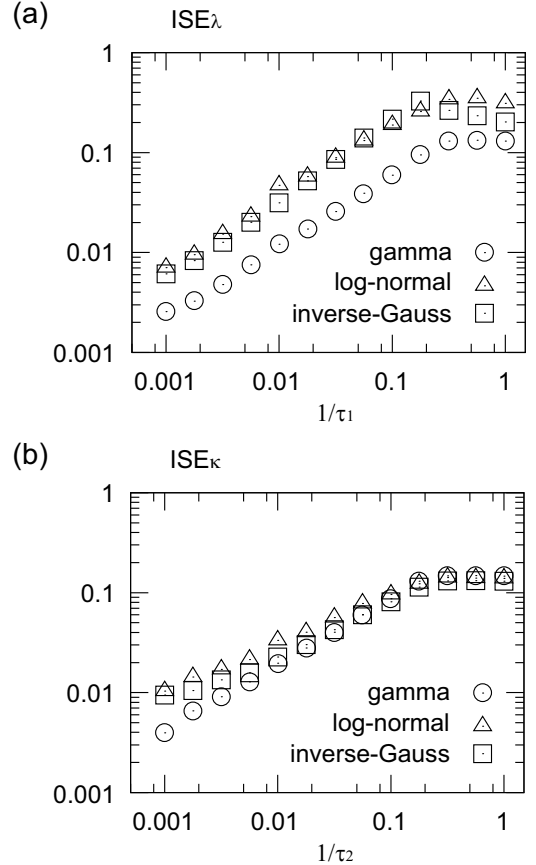 (a)
ISEλ
1
0.1
0.01
0.001
gamma
log-normal
inverse-Gauss
0.001 0.01 0.1 1
1/τ1
(b)
ISEκ
1
0.1
0.01
0.001
gamma
log-normal
inverse-Gauss
0.001 0.01 0.1 1
1/τ2